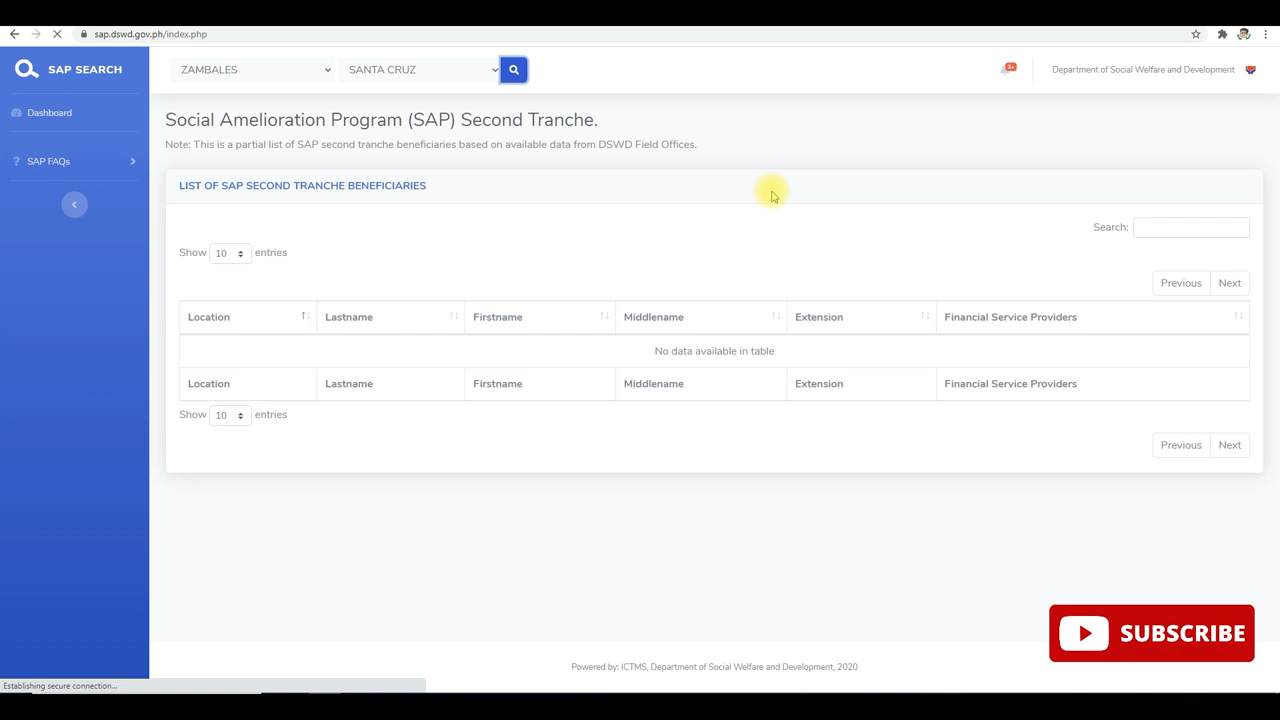 sap.dswd.gov.ph/index.php
SAP SEARCH
ZAMBALES
SANTA CRUZ
3+
Department of Social Welfare and Development
Dashboard
SAP FAQs
Social Amelioration Program (SAP) Second Tranche.
Note: This is a partial list of SAP second tranche beneficiaries based on available data from DSWD Field Offices.
LIST OF SAP SECOND TRANCHE BENEFICIARIES
Search:
Show 10 entries
Previous Next
Location Lastname Firstname Middlename Extension Financial Service Providers
No data available in table
Location Lastname Firstname Middlename Extension Financial Service Providers
Show 10 entries
Previous Next
SUBSCRIBE
Powered by: ICTMS, Department of Social Welfare and Development, 2020
Establishing secure connection...